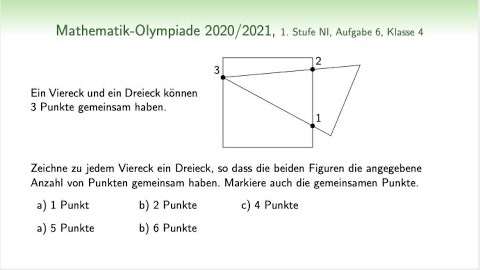 Mathematik-Olympiade 2020/2021, 1. Stufe NI, Aufgabe 6, Klasse 4
2
3
Ein Viereck und ein Dreieck können
3 Punkte gemeinsam haben.
1
Zeichne zu jedem Viereck ein Dreieck, so dass die beiden Figuren die angegebene
Anzahl von Punkten gemeinsam haben. Markiere auch die gemeinsamen Punkte.
a) 1 Punkt b) 2 Punkte c) 4 Punkte
a) 5 Punkte b) 6 Punkte